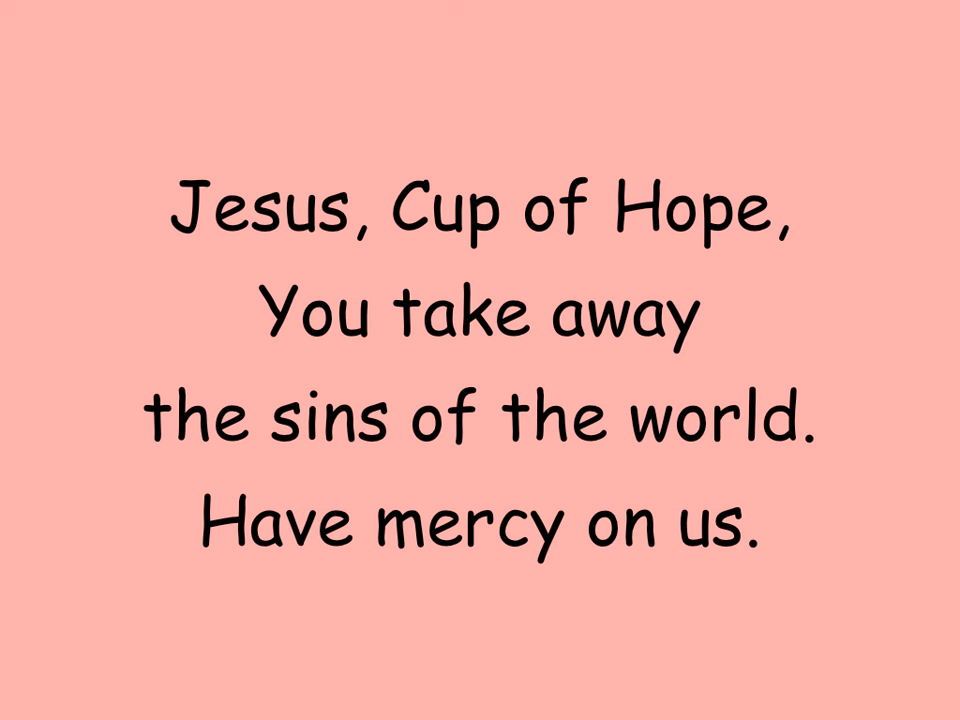 Jesus, Cup of Hope,
You take away
the sins of the world.
Have mercy on us.